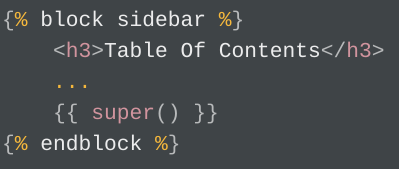 {% block sidebar %}
    <h3>Table Of Contents</h3>
    ...
    {{ super() }}
{% endblock %}